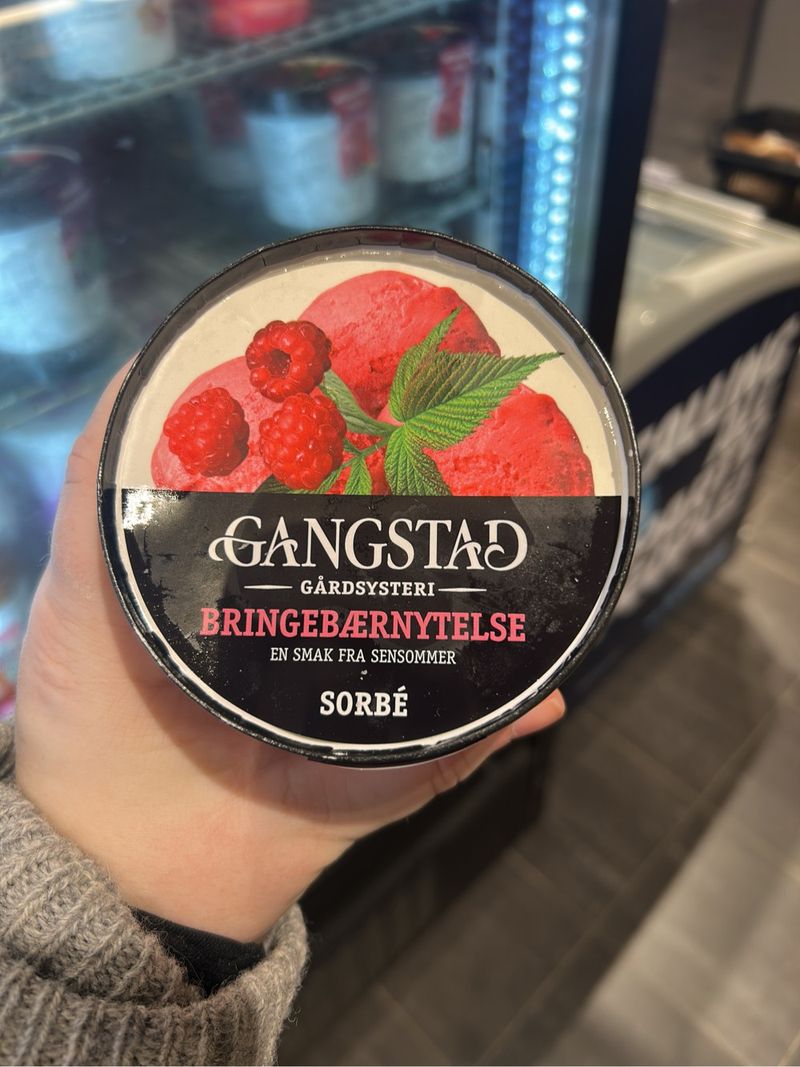 GANGSTAD
GÅRDSYSTERI
BRINGEBÆRNYTELSE
EN SMAK FRA SENSOMMER
SORBÉ